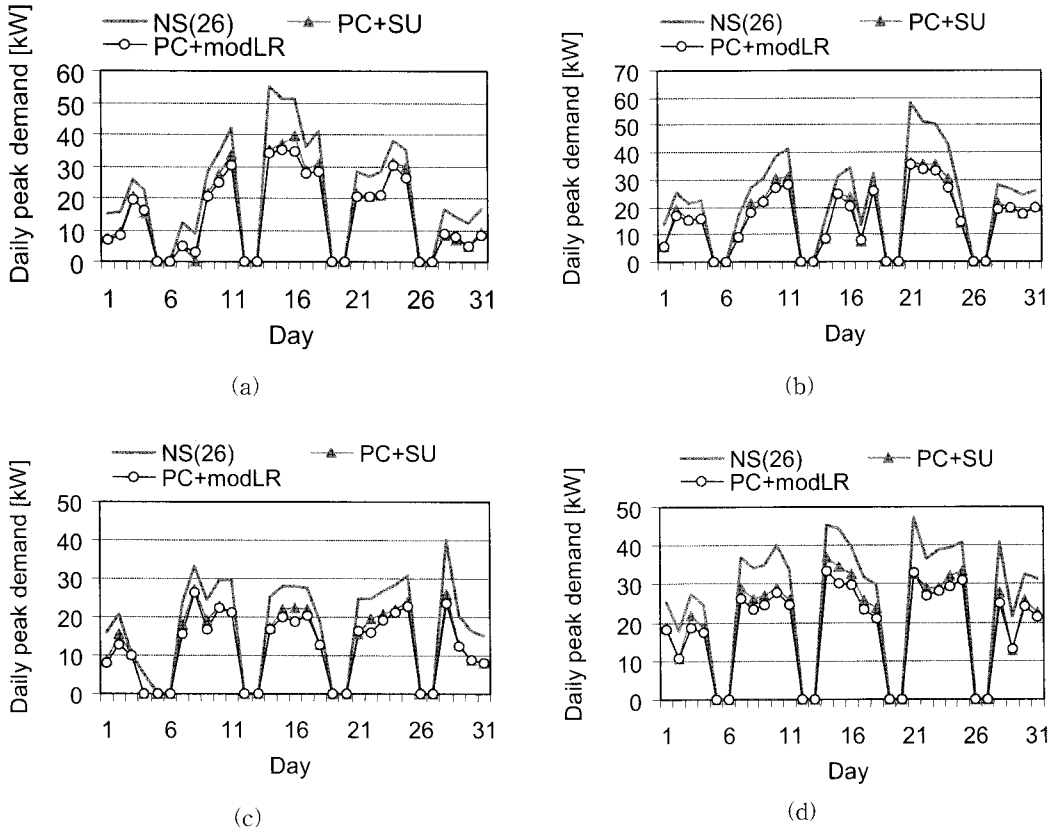 Daily peak demand [kW]
NS(26) PC+SU
PC+modLR
60
50
40
30
20
10
0
1 6 11 16 21 26 31
Day
(a)
Daily peak demand [kW]
NS(26) PC+SU
PC+modLR
70
60
50
40
30
20
10
0
1 6 11 16 21 26 31
Day
(b)
Daily peak demand [kW]
NS(26) PC+SU
PC+modLR
50
40
30
20
10
0
1 6 11 16 21 26 31
Day
(c)
Daily peak demand [kW]
NS(26) PC+SU
PC+modLR
50
40
30
20
10
0
1 6 11 16 21 26 31
Day
(d)